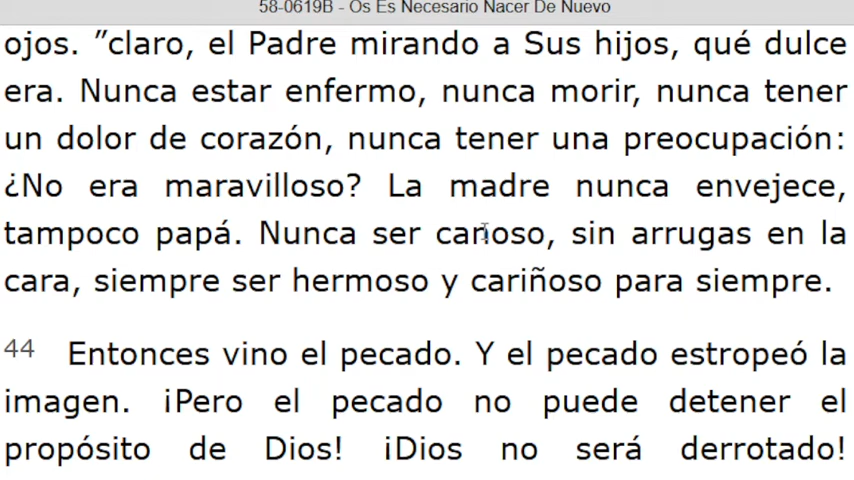 58-0619B - Os Es Necesario Nacer De Nuevo
ojos. ”claro, el Padre mirando a Sus hijos, qué dulce
era. Nunca estar enfermo, nunca morir, nunca tener
un dolor de corazón, nunca tener una preocupación:
¿No era maravilloso? La madre nunca envejece,
tampoco papá. Nunca ser canoso, sin arrugas en la
cara, siempre ser hermoso y cariñoso para siempre.
44 Entonces vino el pecado. Y el pecado estropeó la
imagen. ¡Pero el pecado no puede detener el
propósito de Dios! ¡Dios no será derrotado!